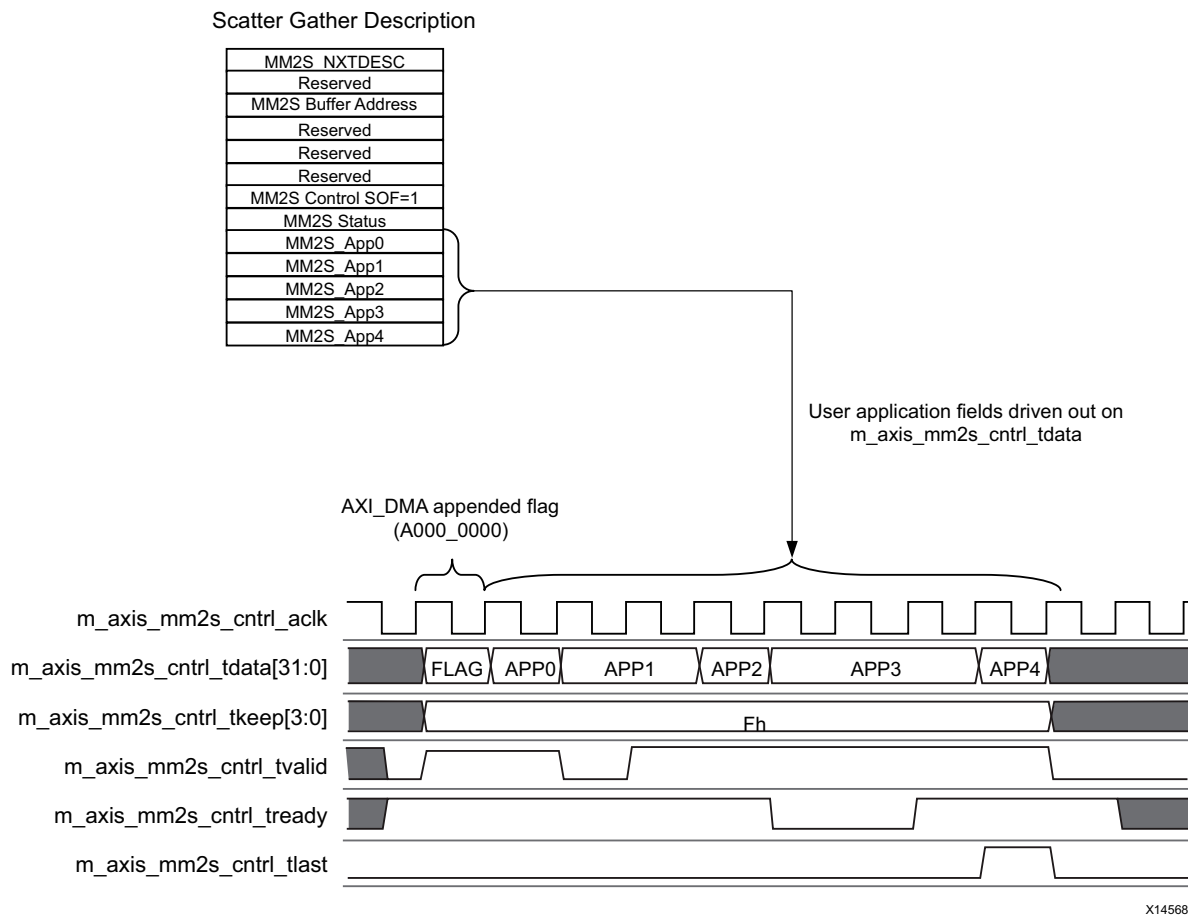 Scatter Gather Description
MM2S_NXTDESC
Reserved
MM2S Buffer Address
Reserved
Reserved
Reserved
MM2S Control SOF=1
MM2S Status
MM2S_App0
MM2S_App1
MM2S_App2
MM2S_App3
MM2S_App4
User application fields driven out on
m_axis_mm2s_cntrl_tdata
AXI_DMA appended flag
(A000_0000)
m_axis_mm2s_cntrl_aclk
m_axis_mm2s_cntrl_tdata[31:0] FLAG APP0 APP1 APP2 APP3 APP4
m_axis_mm2s_cntrl_tkeep[3:0] Fh
m_axis_mm2s_cntrl_tvalid
m_axis_mm2s_cntrl_tready
m_axis_mm2s_cntrl_tlast
X14568